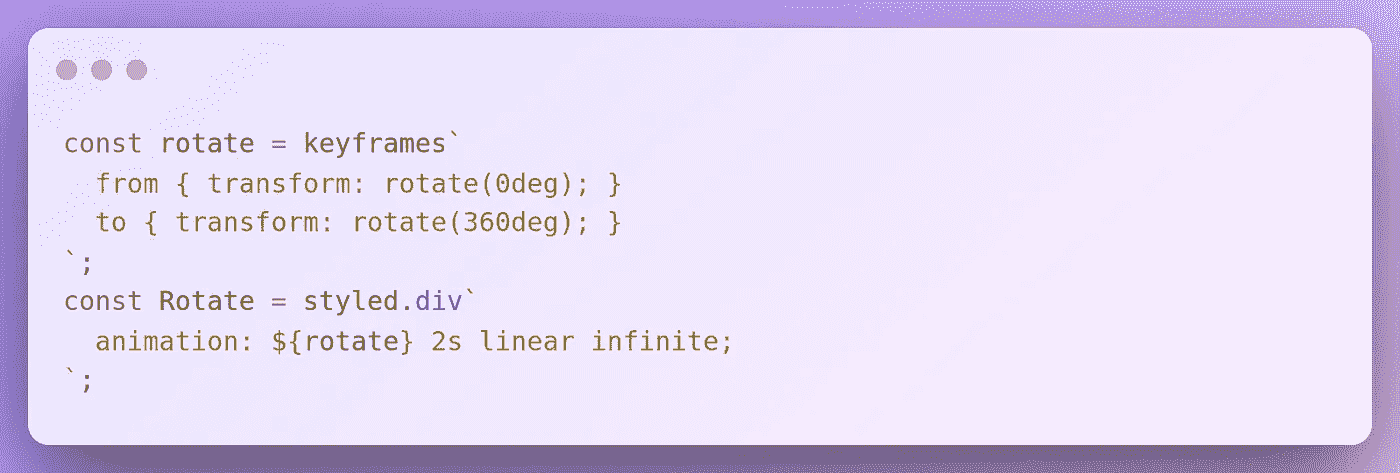 const rotate = keyframes`
  from { transform: rotate(0deg); }
  to { transform: rotate(360deg); }
`;
const Rotate = styled.div`
  animation: ${rotate} 2s linear infinite;
`;